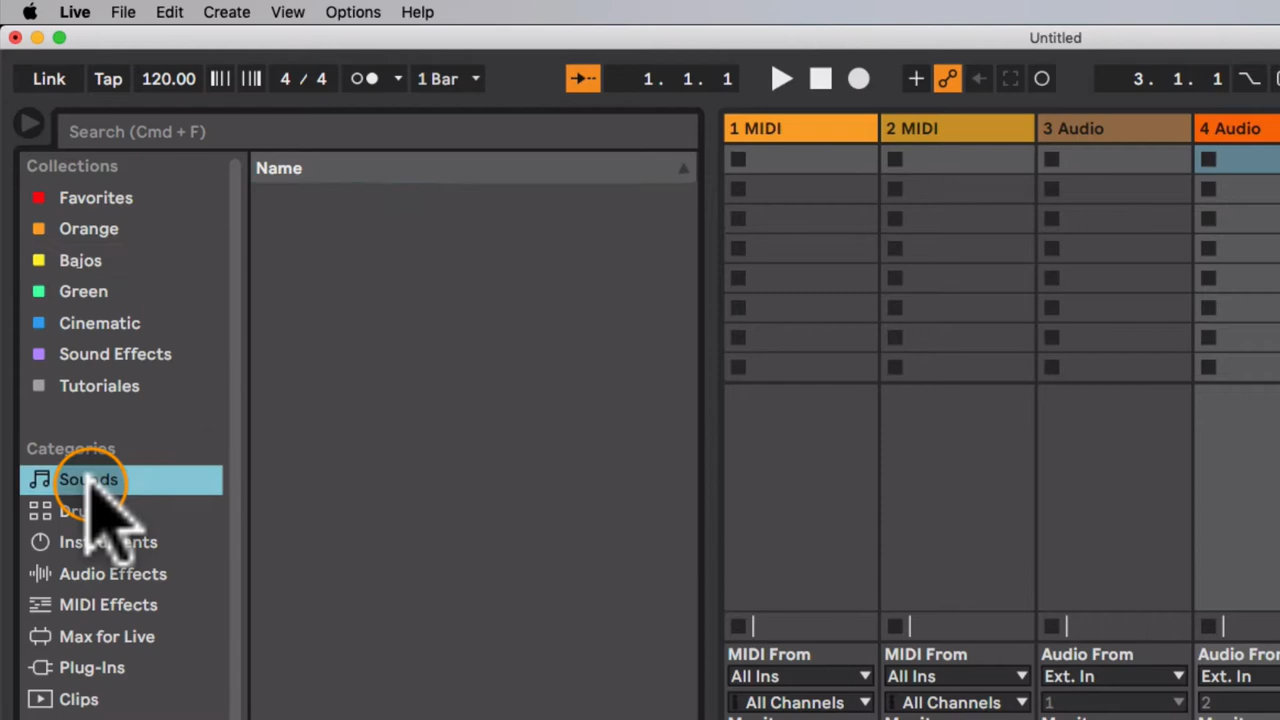 Live File Edit Create View Options Help
Untitled
Link Tap 120.00 4 / 4 1 Bar 1. 1. 1 3. 1. 1
Search (Cmd + F)
1 MIDI 2 MIDI 3 Audio 4 Audio
Collections
Name
Favorites
Orange
Bajos
Green
Cinematic
Sound Effects
Tutoriales
Categories
Sounds
Instruments
Audio Effects
MIDI Effects
Max for Live
Plug-Ins
Clips
MIDI From MIDI From Audio From
All Ins All Ins Ext. In Ext. In
All Channels All Channels 1 2